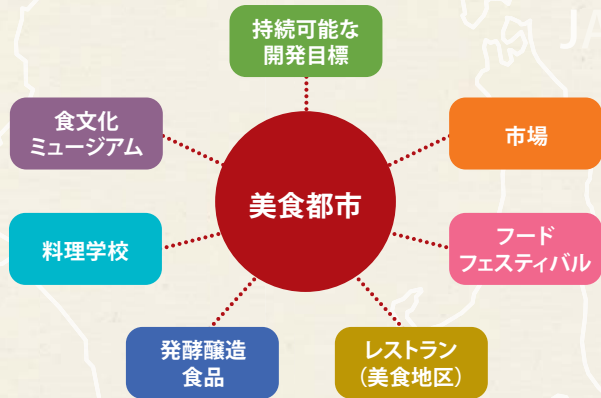 持続可能な
開発目標
JA
食文化
ミュージアム
市場
美食都市
料理学校
フード
フェスティバル
発酵醸造
食品
レストラン
（美食地区）